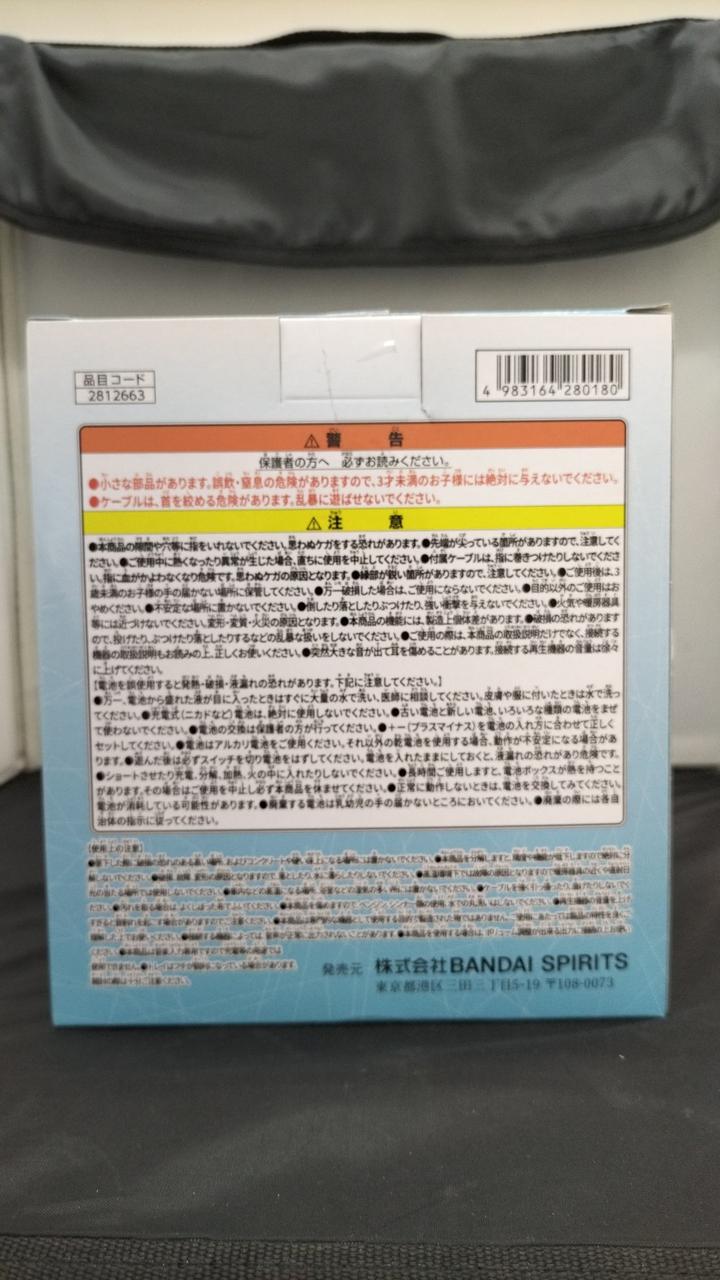 品目コード
2812663
4 983164 280180
⚠警 告
保護者の方へ 必ずお読みください。
●小さな部品があります。誤飲・窒息の危険がありますので、3才未満のお子様には絶対に与えないでください。
●ケーブルは、首を絞める危険があります。乱暴に遊ばせないでください。
⚠注 意
●本商品の隙間や穴等に指をいれないでください。思わぬケガをする恐れがあります。●先端が尖っている箇所がありますので、注意してく
ださい。●ご使用中に熱くなったり異常が生じた場合、直ちに使用を中止してください。●付属ケーブルは、指に巻きつけたりしないでくださ
い。指に血がかよわなくなり危険です。思わぬケガの原因となります。●縁部が鋭い箇所がありますので、注意してください。●ご使用後は、3
歳未満のお子様の手の届かない場所に保管してください。●万一破損した場合は、ご使用にならないでください。●目的以外のご使用はお
やめください。●不安定な場所に置かないでください。●倒したり落としたりぶつけたり、強い衝撃を与えないでください。●火気や暖房器具
等には近づけないでください。変形・変質・火災の原因となります。●本商品の機能には、製造上個体差があります。●破損の恐れがあります
ので、投げたり、ぶつけたり落としたりするなどの乱暴な扱いをしないでください。●ご使用の際は、本商品の取扱説明だけでなく、接続する
機器の取扱説明もお読みの上、正しくお使いください。●突然大きな音が出て耳を傷めることがあります。接続する再生機器の音量は徐々
に上げてください。
【電池を誤使用すると発熱・破損・液漏れの恐れがあります。下記に注意してください。】
●万一、電池から漏れた液が目に入ったときはすぐに大量の水で洗い、医師に相談してください。皮膚や服に付いたときは水で洗っ
てください。●充電式(ニカドなど)電池は、絶対に使用しないでください。●古い電池と新しい電池、いろいろな種類の電池をまぜ
て使わないでください。●電池の交換は保護者の方が行ってください。●+−(プラスマイナス)を電池の入れ方に合わせて正しく
セットしてください。●電池はアルカリ電池をご使用ください。それ以外の乾電池を使用する場合、動作が不安定になる場合があ
ります。●遊んだ後は必ずスイッチを切り電池をはずしてください。電池を入れたままにしておくと、液漏れの恐れがあり危険です。
●ショートさせたり充電、分解、加熱、火の中に入れたりしないでください。●長時間ご使用しますと、電池ボックスが熱を持つこと
があります。その場合はご使用を中止し必ず本商品を休ませてください。●正常に動作しないときは、電池を交換してみてください。
電池が消耗している可能性があります。●廃棄する電池は乳幼児の手の届かないところにおいてください。●廃棄の際には各自
治体の指示に従ってください。
【使用上の注意】
発売元 株式会社BANDAI SPIRITS
東京都港区三田三丁目5-19 〒108-0073